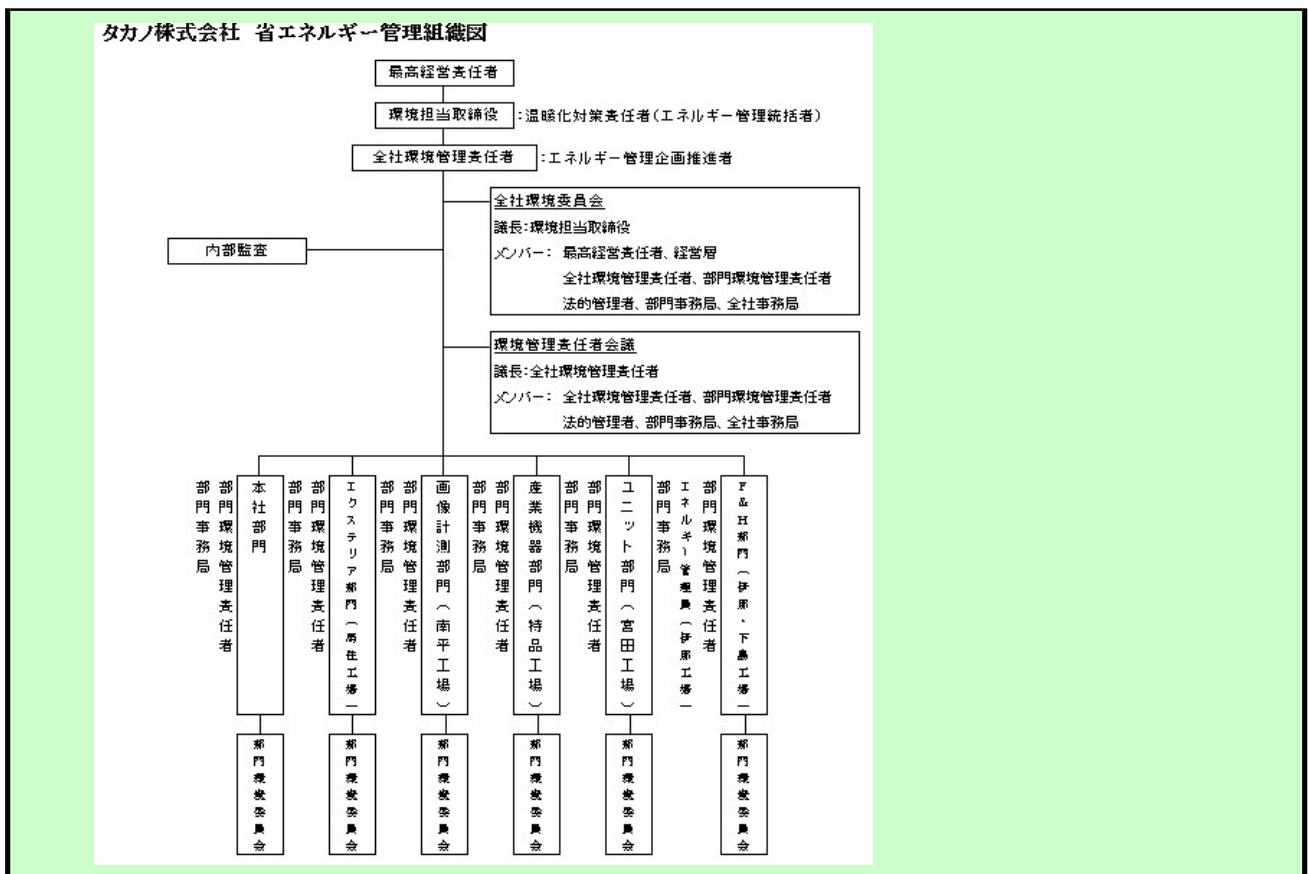 タカノ株式会社 省エネルギー管理組織図
最高経営責任者
環境担当取締役
:温暖化対策責任者(エネルギー管理統括者)
全社環境管理責任者
:エネルギー管理企画推進者
全社環境委員会
議長:環境担当取締役
メンバー: 最高経営責任者、経営層
全社環境管理責任者、部門環境管理責任者
法的管理者、部門事務局、全社事務局
内部監査
環境管理責任者会議
議長:全社環境管理責任者
メンバー: 全社環境管理責任者、部門環境管理責任者
法的管理者、部門事務局、全社事務局
部門事務局
部門環境管理責任者
本社部門
部門事務局
部門環境管理責任者
エクステリア部門(馬住工場)
部門事務局
部門環境管理責任者
画像計測部門(南平工場)
部門事務局
部門環境管理責任者
産業機器部門(特品工場)
部門事務局
部門環境管理責任者
ユニット部門(宮田工場)
部門事務局
エネルギー管理員(伊那工場)
部門環境管理責任者
F&H部門(伊那・下島工場)
部門環境委員会
部門環境委員会
部門環境委員会
部門環境委員会
部門環境委員会
部門環境委員会